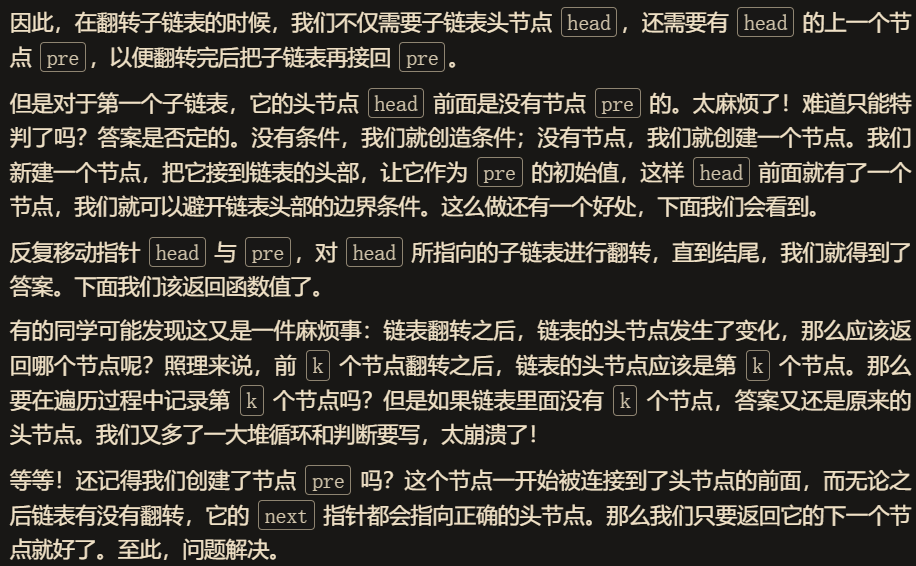 因此，在翻转子链表的时候，我们不仅需要子链表头节点 head，还需要有 head 的上一个节
点 pre，以便翻转完后把子链表再接回 pre。
但是对于第一个子链表，它的头节点 head 前面是没有节点 pre 的。太麻烦了！难道只能特
判了吗？答案是否定的。没有条件，我们就创造条件；没有节点，我们就创建一个节点。我们
新建一个节点，把它接到链表的头部，让它作为 pre 的初始值，这样 head 前面就有了一个
节点，我们就可以避开链表头部的边界条件。这么做还有一个好处，下面我们会看到。
反复移动指针 head 与 pre，对 head 所指向的子链表进行翻转，直到结尾，我们就得到了
答案。下面我们该返回函数值了。
有的同学可能发现这又是一件麻烦事：链表翻转之后，链表的头节点发生了变化，那么应该返
回哪个节点呢？照理来说，前 k 个节点翻转之后，链表的头节点应该是第 k 个节点。那么
要在遍历过程中记录第 k 个节点吗？但是如果链表里面没有 k 个节点，答案又还是原来的
头节点。我们又多了一大堆循环和判断要写，太崩溃了！
等等！还记得我们创建了节点 pre 吗？这个节点一开始被连接到了头节点的前面，而无论之
后链表有没有翻转，它的 next 指针都会指向正确的头节点。那么我们只要返回它的下一个节
点就好了。至此，问题解决。